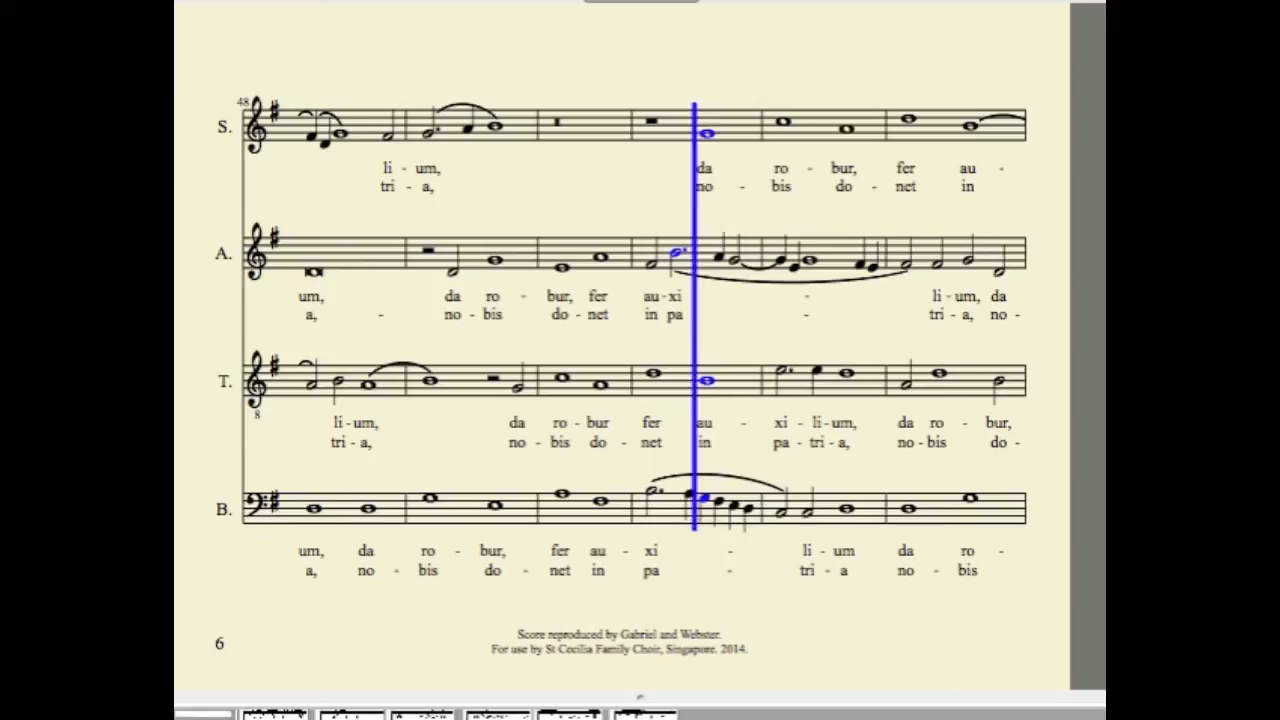 48
S.
li - um, da ro - bur, fer au -
tri - a, no - bis do - net in
A.
um, da ro - bur, fer au - xi - li - um, da
a, - no - bis do - net in pa - tri - a, no -
T.
8
li - um, da ro - bur fer au - xi - li - um, da ro - bur,
tri - a, no - bis do - net in pa - tri - a, no - bis do -
B.
um, da ro - bur, fer au - xi - li - um da ro -
a, no - bis do - net in pa - tri - a no - bis
Score reproduced by Gabriel and Webster.
6
For use by St Cecilia Family Choir, Singapore. 2014.